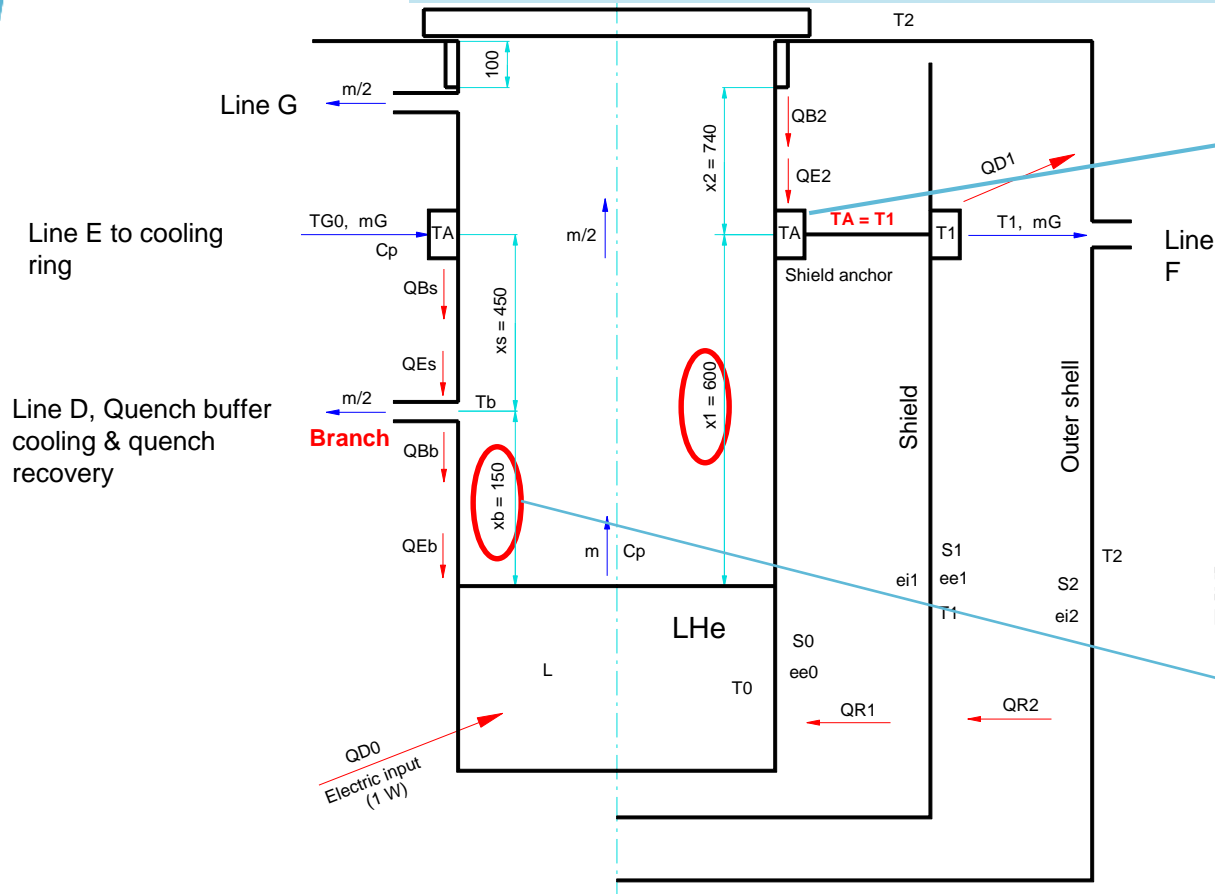 T2
100
Line G
m/2
x2 = 740
QB2
QE2
QD1
Line E to cooling
ring
TG0, mG
Cp
TA
m/2
TA
TA = T1
T1
T1, mG
Line
F
Shield anchor
QBs
xs = 450
QEs
x1 = 600
Shield
Outer shell
Line D, Quench buffer
cooling & quench
recovery
m/2
Tb
Branch
QBb
xb = 150
QEb
m
Cp
S1
ei1
ee1
T1
T2
S2
ei2
LHe
L
T0
S0
ee0
QR1
QR2
QD0
Electric input
(1 W)